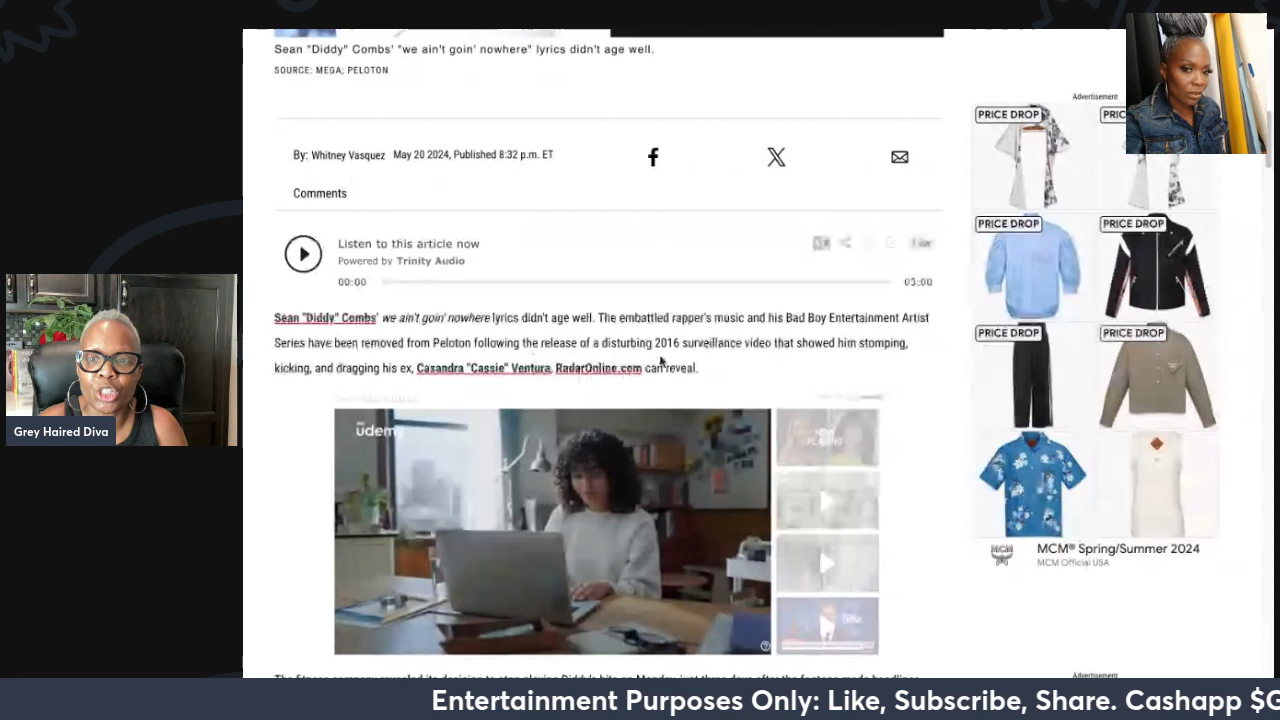 Sean "Diddy" Combs' "we ain't goin' nowhere" lyrics didn't age well.
SOURCE: MEGA; PELOTON
By: Whitney Vasquez May 20 2024, Published 8:32 p.m. ET
Comments
Listen to this article now
Powered by Trinity Audio
00:00
03:00
Sean "Diddy" Combs' we ain't goin' nowhere lyrics didn't age well. The embattled rapper's music and his Bad Boy Entertainment Artist
Series have been removed from Peloton following the release of a disturbing 2016 surveillance video that showed him stomping,
kicking, and dragging his ex, Casandra "Cassie" Ventura, RadarOnline.com can reveal.
udemy
NOW
PLAYING
Advertisement
PRICE DROP
PRIC
PRICE DROP
PRICE DROP
PRICE DROP
PRICE DROP
MCM
MCM® Spring/Summer 2024
MCM Official USA
Advertisement
Grey Haired Diva
Entertainment Purposes Only: Like, Subscribe, Share. Cashapp $G